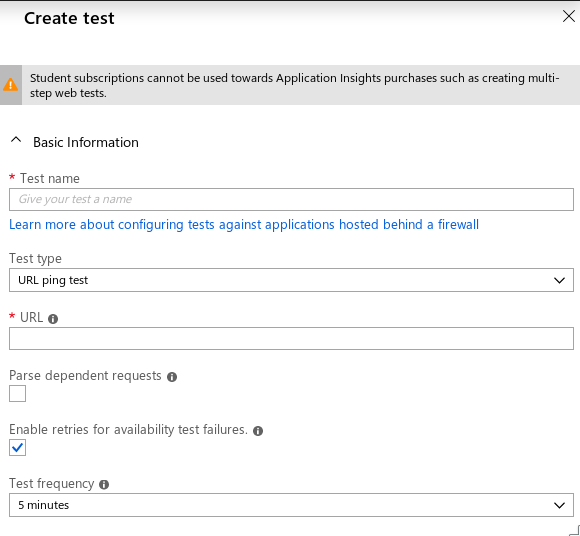 Create test
Student subscriptions cannot be used towards Application Insights purchases such as creating multi-
step web tests.
Basic Information
* Test name
Give your test a name
Learn more about configuring tests against applications hosted behind a firewall
Test type
URL ping test
* URL
Parse dependent requests
Enable retries for availability test failures.
Test frequency
5 minutes